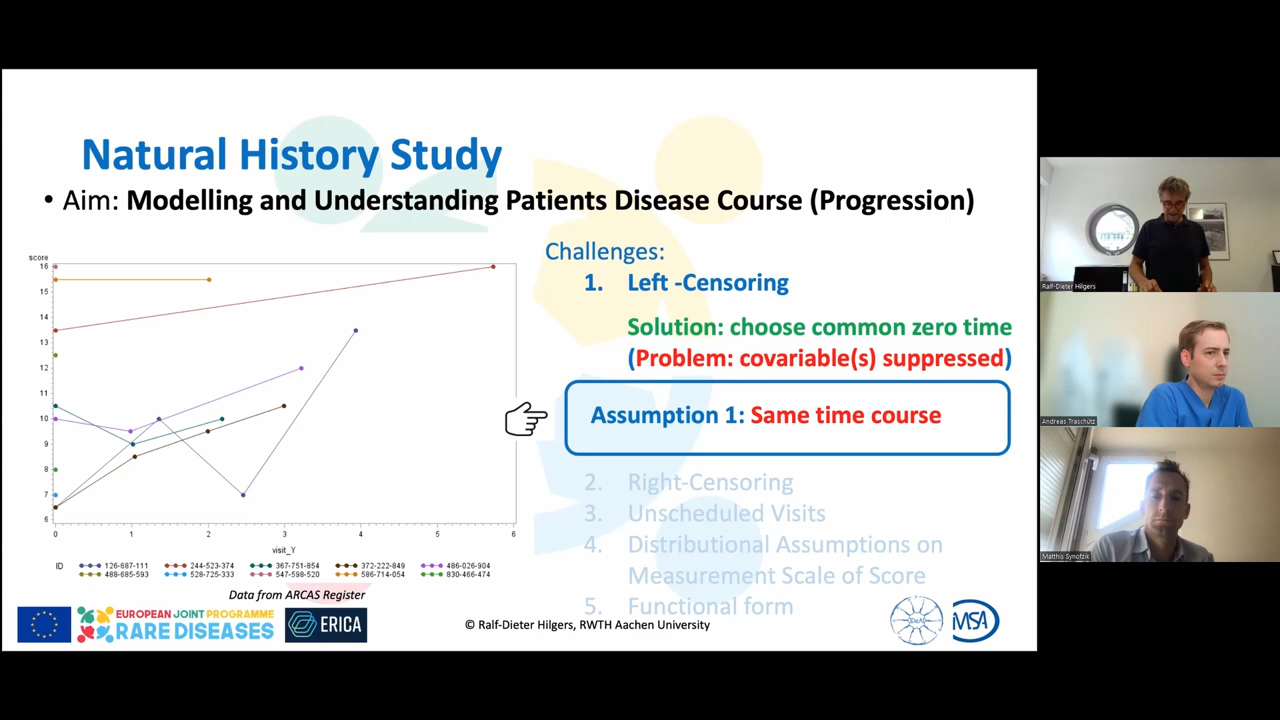 Natural History Study
• Aim: Modelling and Understanding Patients Disease Course (Progression)
score
16
15
14
13
12
11
10
9
8
7
6
0 1 2 3 4 5 6
visit_Y
ID 126-687-111 244-523-374 367-751-854 372-222-849 486-026-904
488-685-593 528-725-333 547-598-520 586-714-054 830-466-474
Data from ARCAS Register
Challenges:
1. Left -Censoring
Solution: choose common zero time
(Problem: covariable(s) suppressed)
Assumption 1: Same time course
2. Right-Censoring
3. Unscheduled Visits
4. Distributional Assumptions on
Measurement Scale of Score
5. Functional form
EUROPEAN JOINT PROGRAMME
RARE DISEASES
ERICA
© Ralf-Dieter Hilgers, RWTH Aachen University
IDeAl
iMSA
Ralf-Dieter Hilgers
Andreas Traschütz
Matthis Synofzik